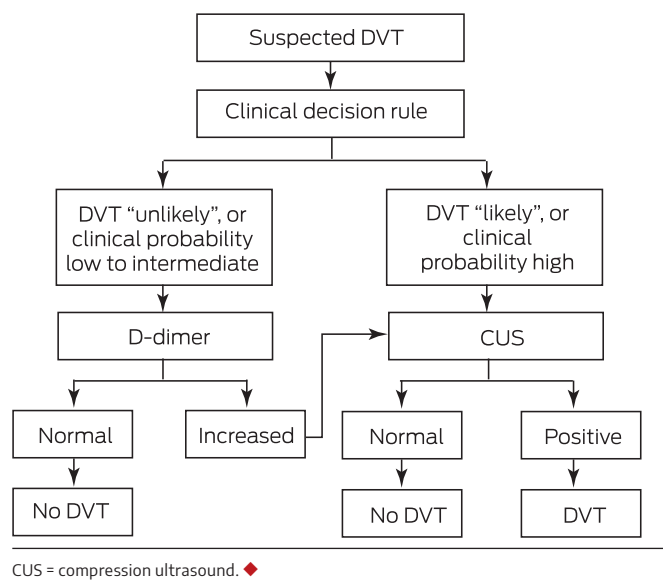 Suspected DVT
Clinical decision rule
DVT “unlikely”, or
clinical probability
low to intermediate
DVT “likely”, or
clinical
probability high
D-dimer
CUS
Normal
Increased
Normal
Positive
No DVT
No DVT
DVT
CUS = compression ultrasound.